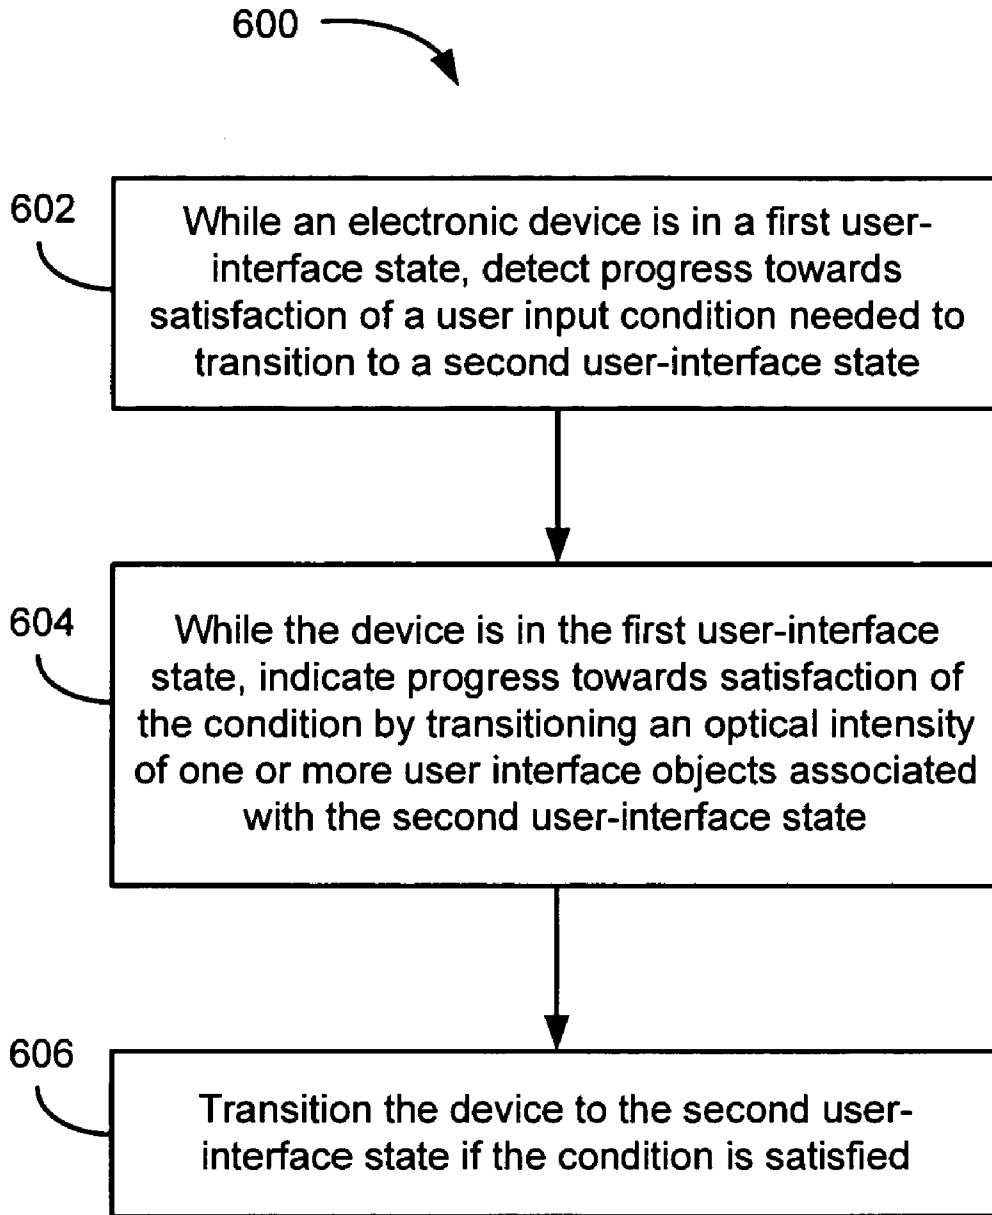 600
602
While an electronic device is in a first user-
interface state, detect progress towards
satisfaction of a user input condition needed to
transition to a second user-interface state
604
While the device is in the first user-interface
state, indicate progress towards satisfaction of
the condition by transitioning an optical intensity
of one or more user interface objects associated
with the second user-interface state
606
Transition the device to the second user-
interface state if the condition is satisfied